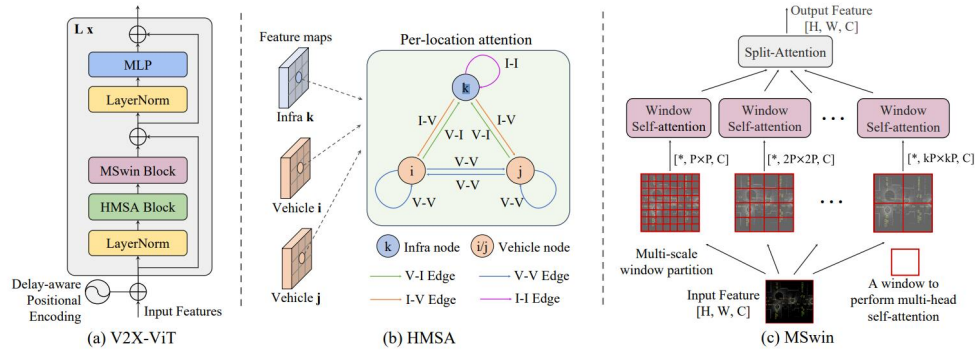 L x
MLP
LayerNorm
MSwin Block
HMSA Block
LayerNorm
Delay-aware
Positional
Encoding
Input Features
(a) V2X-ViT
Feature maps
Infra k
Vehicle i
Vehicle j
Per-location attention
I-I
k
I-V
V-I
V-I
I-V
i
V-V
V-V
j
V-V
V-V
k Infra node
i/j Vehicle node
V-I Edge
V-V Edge
I-V Edge
I-I Edge
(b) HMSA
Output Feature
[H, W, C]
Split-Attention
Window
Self-attention
Window
Self-attention
Window
Self-attention
[*, P×P, C]
[*, 2P×2P, C]
[*, kP×kP, C]
Multi-scale
window partition
Input Feature
[H, W, C]
A window to
perform multi-head
self-attention
(c) MSwin